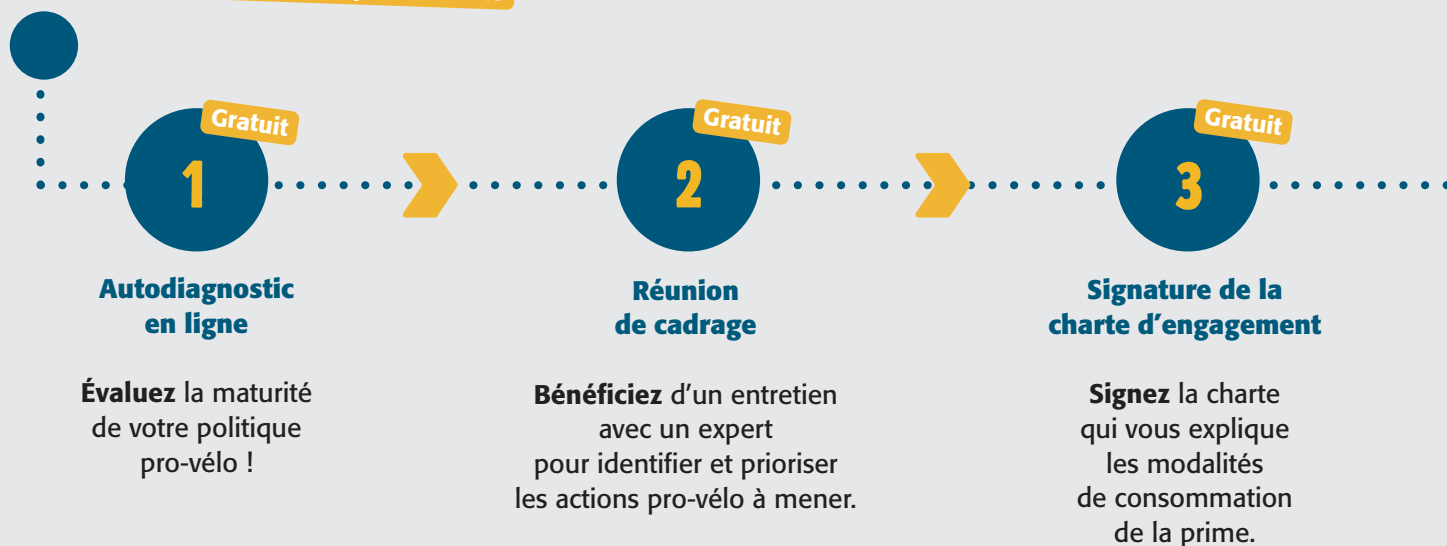 Gratuit
1
Autodiagnostic
en ligne
Évaluez la maturité
de votre politique
pro-vélo !
Gratuit
2
Réunion
de cadrage
Bénéficiez d’un entretien
avec un expert
pour identifier et prioriser
les actions pro-vélo à mener.
Gratuit
3
Signature de la
charte d’engagement
Signez la charte
qui vous explique
les modalités
de consommation
de la prime.